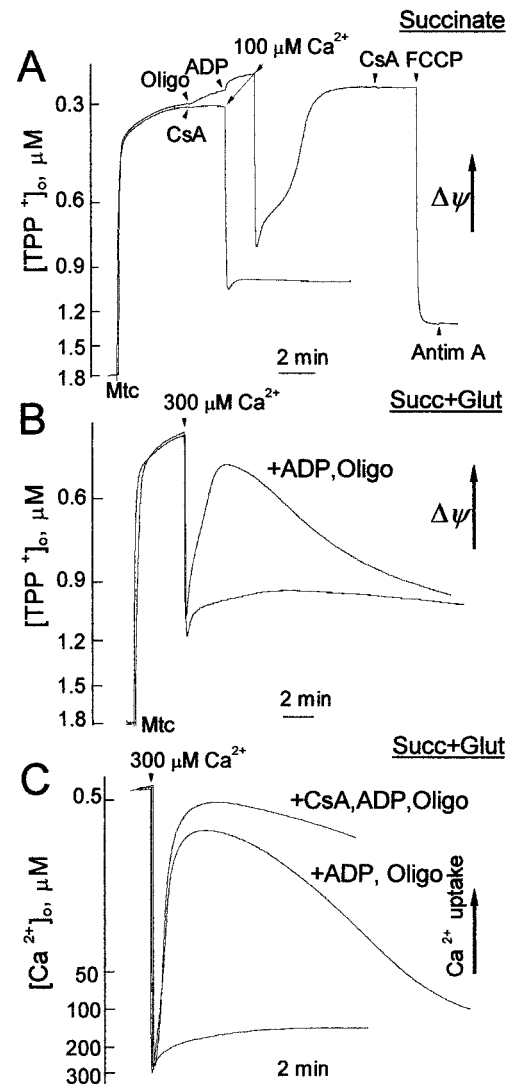 Succinate
A
100 µM Ca²⁺
ADP
Oligo
CsA FCCP
CsA
[TPP⁺]ₒ, µM
0.3
0.6
0.9
1.2
1.5
1.8
Δψ
Mtc
2 min
Antim A
300 µM Ca²⁺
Succ+Glut
B
+ADP,Oligo
[TPP⁺]ₒ, µM
0.6
0.9
1.2
1.5
1.8
Δψ
Mtc
2 min
Succ+Glut
300 µM Ca²⁺
C
+CsA,ADP,Oligo
+ADP, Oligo
[Ca²⁺]ₒ, µM
0.5
50
100
200
300
Ca²⁺ uptake
2 min